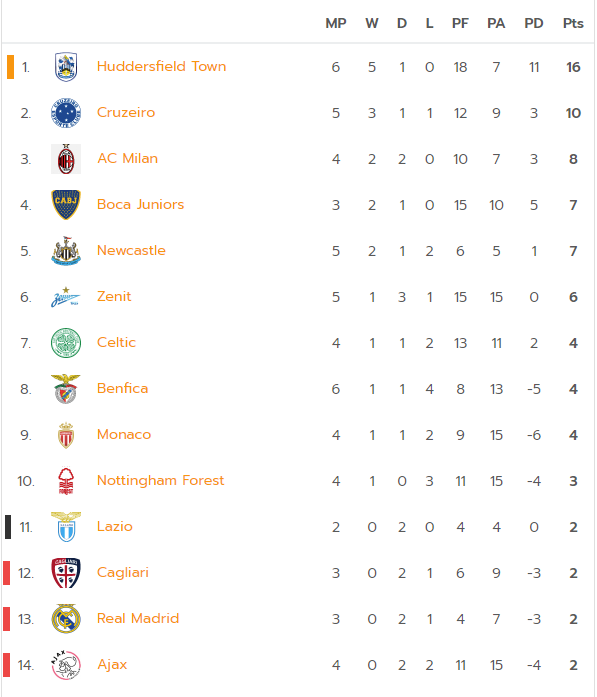 MP W D L PF PA PD Pts
1. Huddersfield Town 6 5 1 0 18 7 11 16
2. Cruzeiro 5 3 1 1 12 9 3 10
3. AC Milan 4 2 2 0 10 7 3 8
4. CABJ Boca Juniors 3 2 1 0 15 10 5 7
5. Newcastle 5 2 1 2 6 5 1 7
6. Zenit 5 1 3 1 15 15 0 6
7. Celtic 4 1 1 2 13 11 2 4
8. Benfica 6 1 1 4 8 13 -5 4
9. Monaco 4 1 1 2 9 15 -6 4
10. FOREST Nottingham Forest 4 1 0 3 11 15 -4 3
11. Lazio 2 0 2 0 4 4 0 2
12. CAGLIARI Cagliari 3 0 2 1 6 9 -3 2
13. Real Madrid 3 0 2 1 4 7 -3 2
14. AJAX Ajax 4 0 2 2 11 15 -4 2